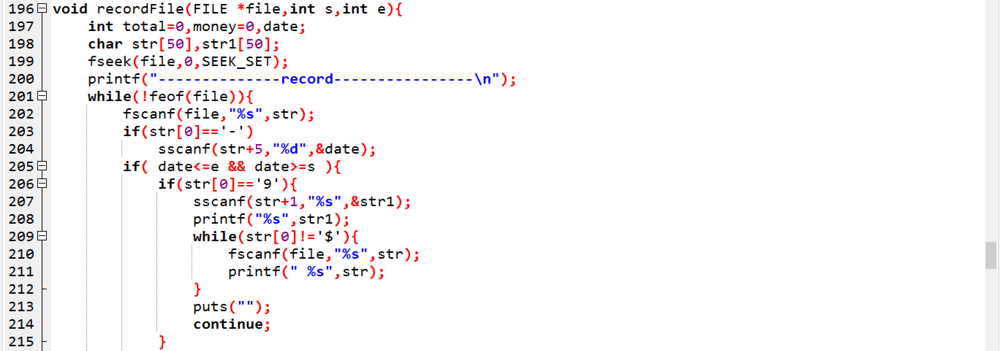 196 void recordFile(FILE *file,int s,int e){
197     int total=0,money=0,date;
198     char str[50],str1[50];
199     fseek(file,0,SEEK_SET);
200     printf("--------------record----------------\n");
201     while(!feof(file)){
202         fscanf(file,"%s",str);
203         if(str[0]=='-')
204             sscanf(str+5,"%d",&date);
205         if( date<=e && date>=s ){
206             if(str[0]=='9'){
207                 sscanf(str+1,"%s",&str1);
208                 printf("%s",str1);
209                 while(str[0]!='$'){
210                     fscanf(file,"%s",str);
211                     printf(" %s",str);
212                 }
213                 puts("");
214                 continue;
215             }